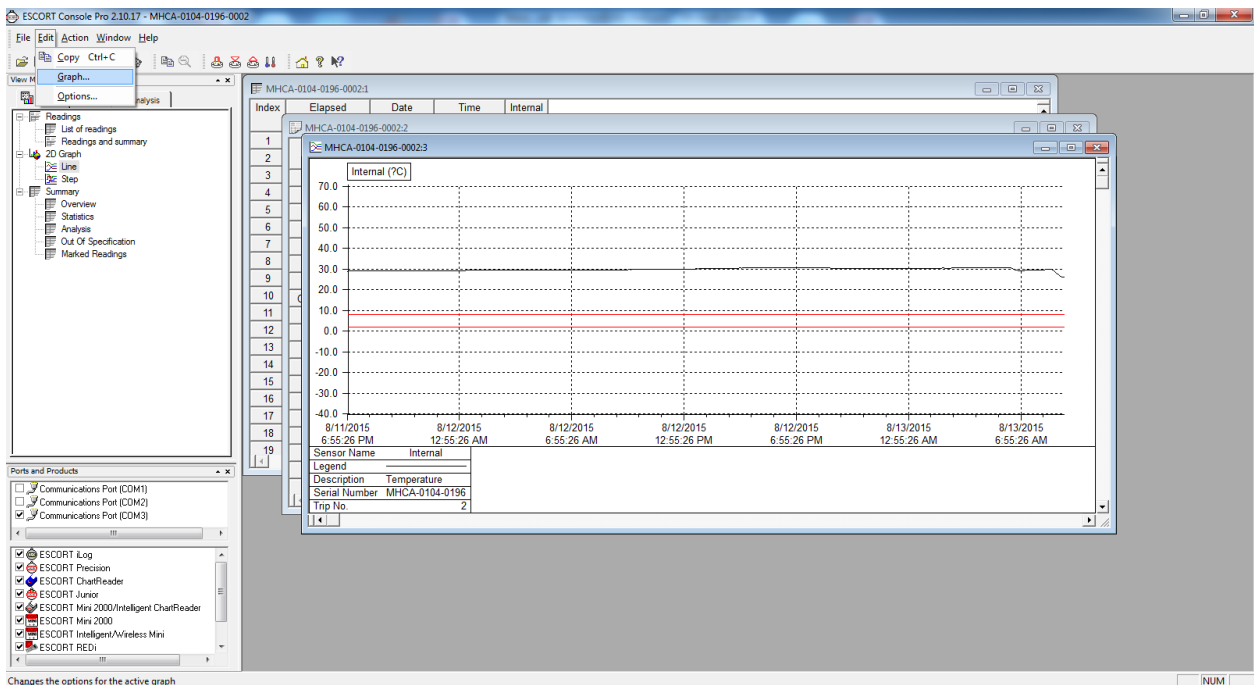 ESCORT Console Pro 2.10.17 - MHCA-0104-0196-0002
File Edit Action Window Help
Copy Ctrl+C
Graph...
Options...
View M
nalysis
Readings
List of readings
Readings and summary
2D Graph
Line
Step
Summary
Overview
Statistics
Analysis
Out Of Specification
Marked Readings
Ports and Products
Communications Port (COM1)
Communications Port (COM2)
Communications Port (COM3)
ESCORT iLog
ESCORT Precision
ESCORT ChartReader
ESCORT Junior
ESCORT Mini 2000/Intelligent ChartReader
ESCORT Mini 2000
ESCORT Intelligent/Wireless Mini
ESCORT REDi
MHCA-0104-0196-0002:1
Index Elapsed Date Time Internal
1
2
3
4
5
6
7
8
9
10
11
12
13
14
15
16
17
18
19
MHCA-0104-0196-0002:2
MHCA-0104-0196-0002:3
Internal (?C)
70.0
60.0
50.0
40.0
30.0
20.0
10.0
0.0
-10.0
-20.0
-30.0
-40.0
8/11/2015 8/12/2015 8/12/2015 8/12/2015 8/12/2015 8/13/2015 8/13/2015
6:55:26 PM 12:55:26 AM 6:55:26 AM 12:55:26 PM 6:55:26 PM 12:55:26 AM 6:55:26 AM
Sensor Name Internal
Legend
Description Temperature
Serial Number MHCA-0104-0196
Trip No. 2
Changes the options for the active graph
NUM